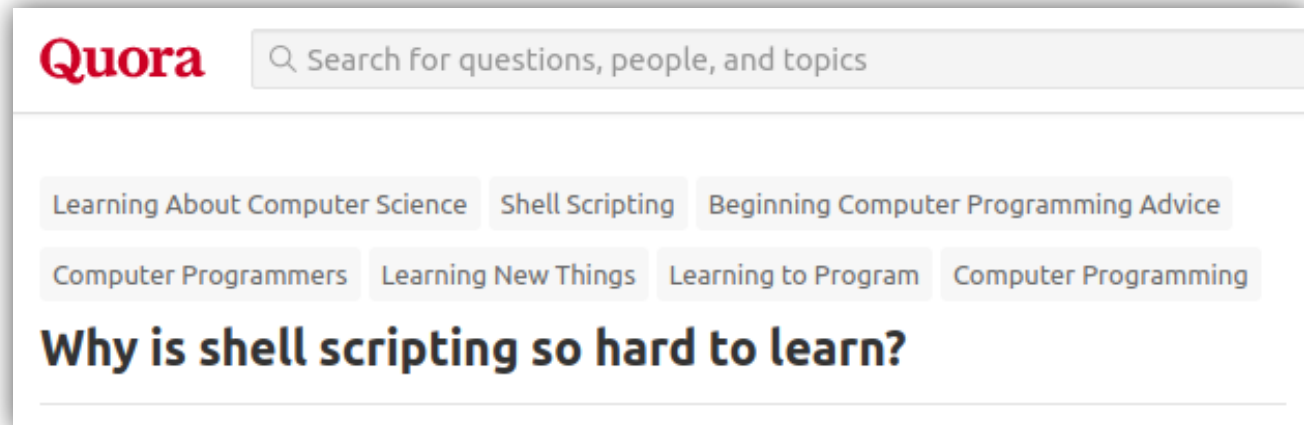 Quora Search for questions, people, and topics
Learning About Computer Science Shell Scripting Beginning Computer Programming Advice
Computer Programmers Learning New Things Learning to Program Computer Programming
Why is shell scripting so hard to learn?